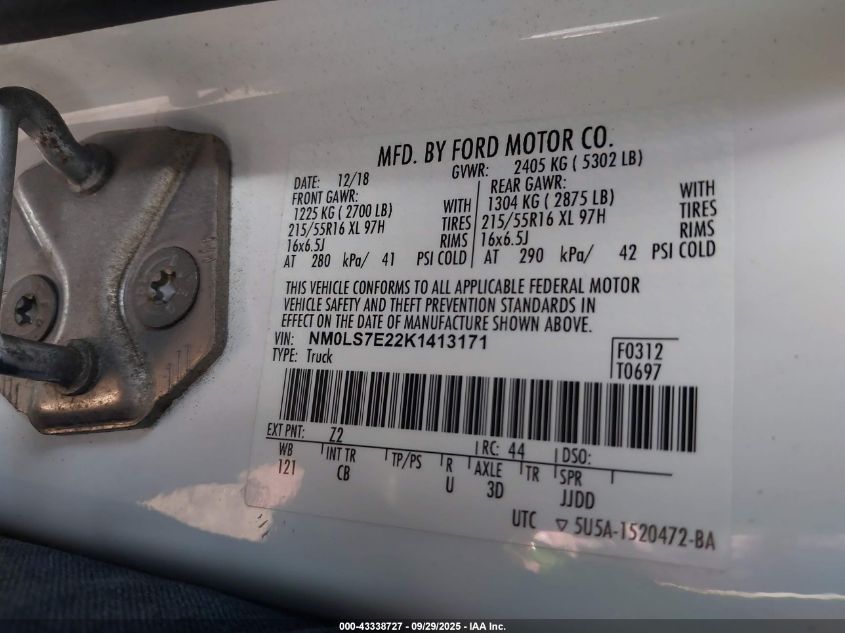 MFD. BY FORD MOTOR CO.
DATE: 12/18 GVWR: 2405 KG ( 5302 LB)
FRONT GAWR: REAR GAWR:
1225 KG ( 2700 LB) WITH 1304 KG ( 2875 LB) WITH
215/55R16 XL 97H TIRES 215/55R16 XL 97H TIRES
16x6.5J RIMS 16x6.5J RIMS
AT 280 kPa/ 41 PSI COLD AT 290 kPa/ 42 PSI COLD
THIS VEHICLE CONFORMS TO ALL APPLICABLE FEDERAL MOTOR
VEHICLE SAFETY AND THEFT PREVENTION STANDARDS IN
EFFECT ON THE DATE OF MANUFACTURE SHOWN ABOVE.
VIN: NM0LS7E22K1413171 F0312
TYPE: Truck T0697
EXT PNT: Z2 RC: 44 DSO:
WB INT TR TP/PS R AXLE TR SPR
121 CB U 3D JJDD
UTC ▽ 5U5A-1520472-BA
000-43338727 - 09/29/2025 - IAA Inc.